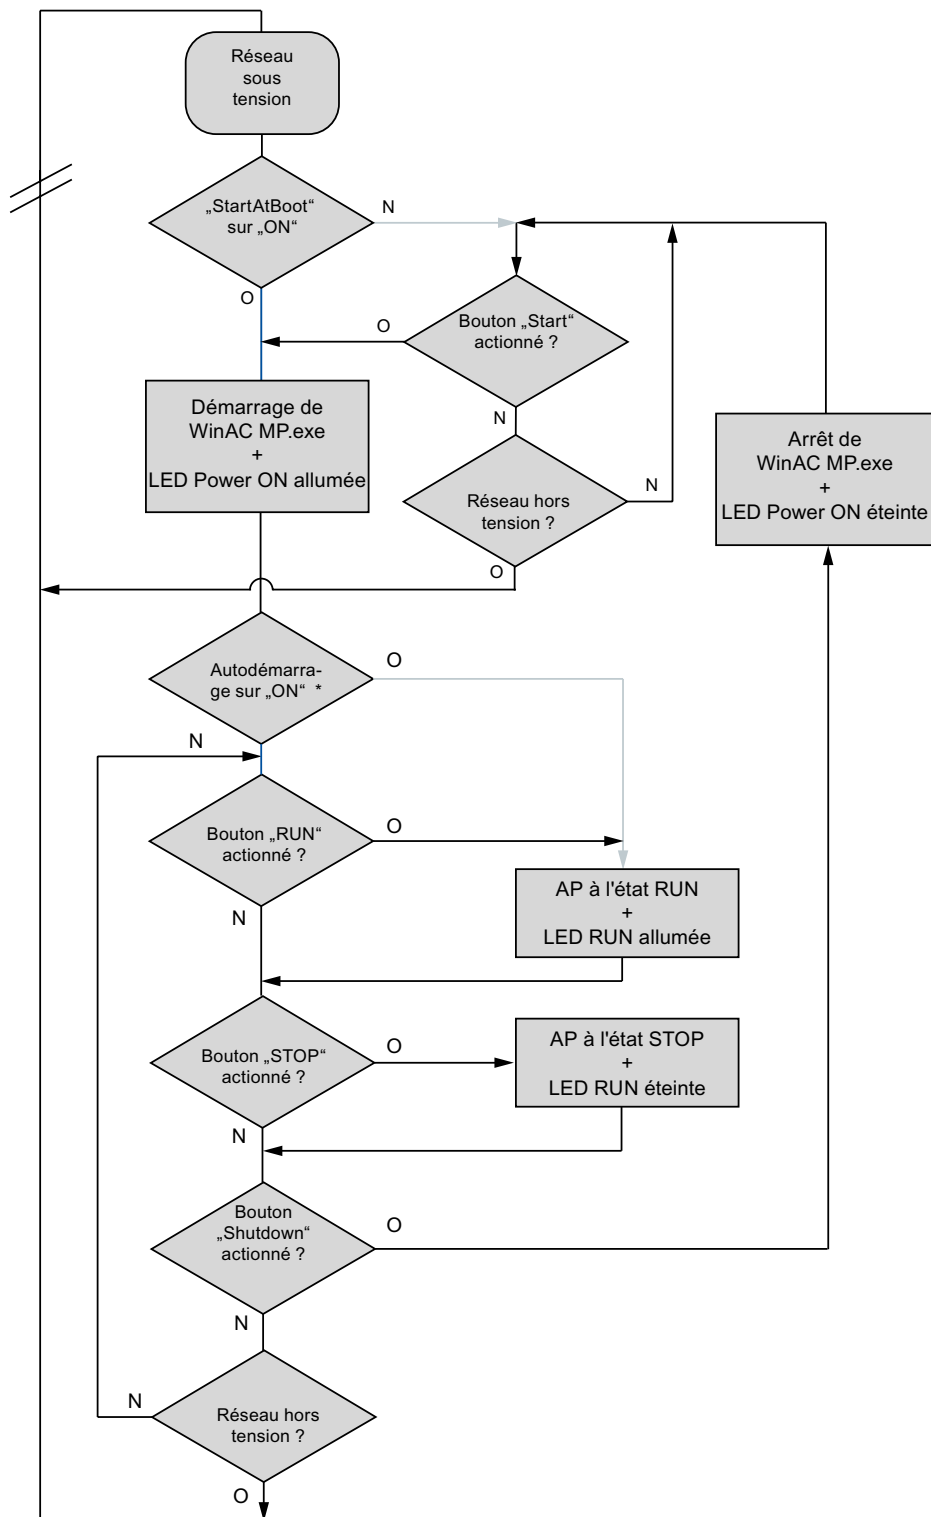 Réseau
sous
tension
„StartAtBoot“
sur „ON“
N
O
Bouton „Start“
actionné ?
O
N
Démarrage de
WinAC MP.exe
+
LED Power ON allumée
Réseau hors
tension ?
N
O
Arrêt de
WinAC MP.exe
+
LED Power ON éteinte
Autodémarra-
ge sur „ON“ *
O
N
Bouton „RUN“
actionné ?
O
N
AP à l'état RUN
+
LED RUN allumée
Bouton „STOP“
actionné ?
O
N
AP à l'état STOP
+
LED RUN éteinte
Bouton
„Shutdown“
actionné ?
O
N
Réseau hors
tension ?
N
O